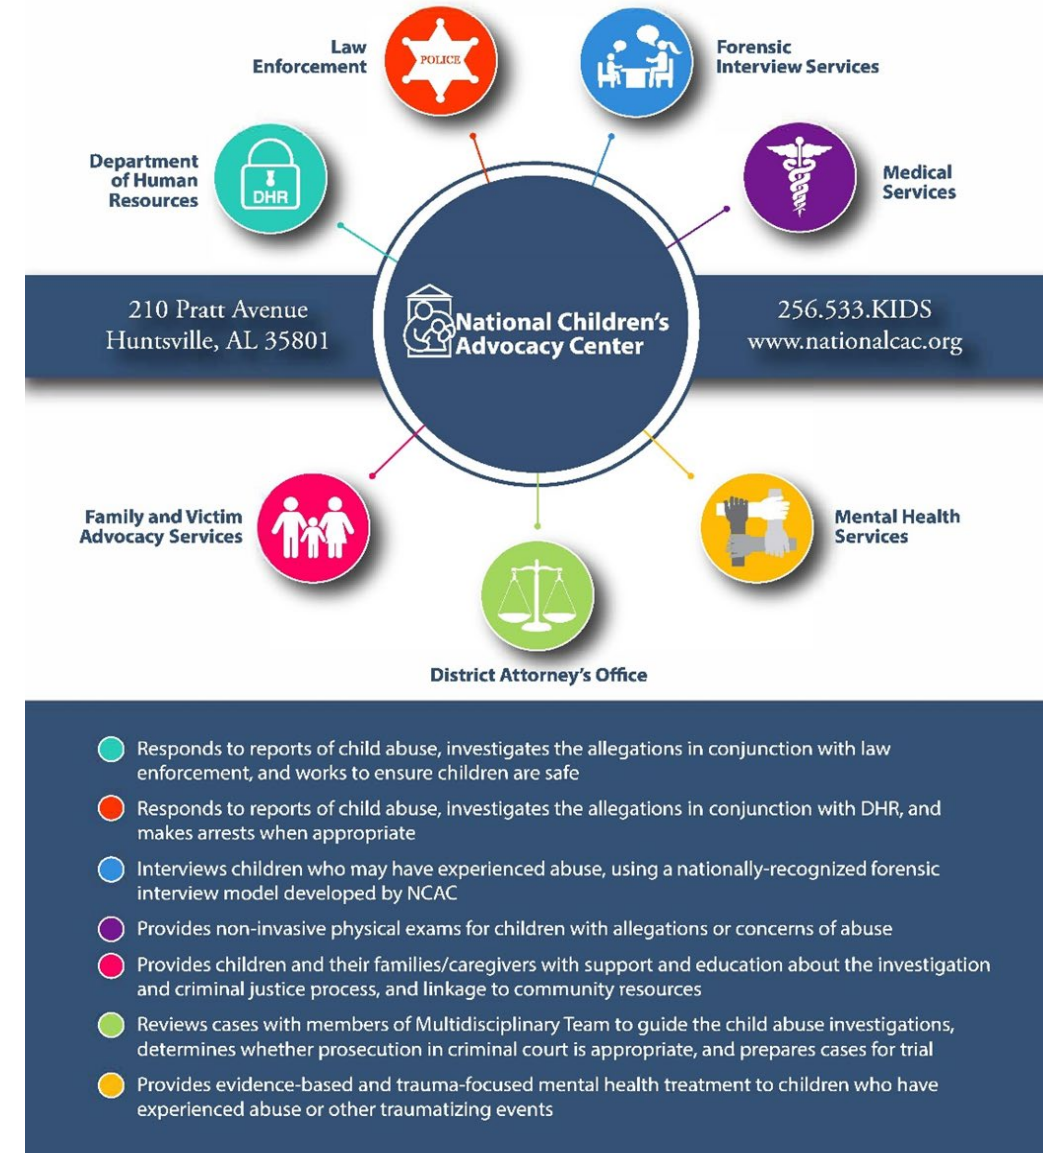 Law
Enforcement
POLICE
Forensic
Interview Services
Department
of Human
Resources
DHR
Medical
Services
210 Pratt Avenue
Huntsville, AL 35801
National Children's
Advocacy Center
256.533.KIDS
www.nationalcac.org
Family and Victim
Advocacy Services
Mental Health
Services
District Attorney's Office
Responds to reports of child abuse, investigates the allegations in conjunction with law
enforcement, and works to ensure children are safe
Responds to reports of child abuse, investigates the allegations in conjunction with DHR, and
makes arrests when appropriate
Interviews children who may have experienced abuse, using a nationally-recognized forensic
interview model developed by NCAC
Provides non-invasive physical exams for children with allegations or concerns of abuse
Provides children and their families/caregivers with support and education about the investigation
and criminal justice process, and linkage to community resources
Reviews cases with members of Multidisciplinary Team to guide the child abuse investigations,
determines whether prosecution in criminal court is appropriate, and prepares cases for trial
Provides evidence-based and trauma-focused mental health treatment to children who have
experienced abuse or other traumatizing events